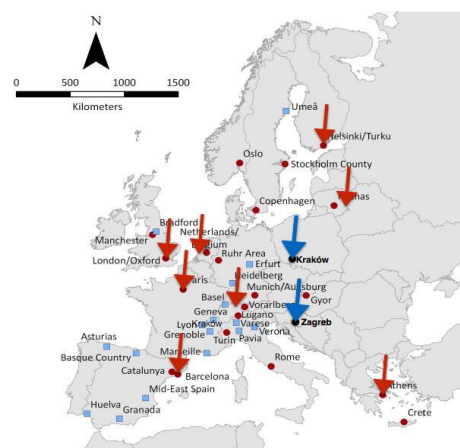 N
0 500 1000 1500
Kilometers
Umeå
Helsinki/Turku
Oslo
Stockholm County
Copenhagen
Bradford
Manchester
Netherlands/
Belgium
London/Oxford
Ruhr Area
Erfurt
Kraków
Heidelberg
Paris
Munich/Augsburg
Basel
Vorarlberg
Gyor
Geneva
Lugano
Lyon
Kraków
Varese
Zagreb
Grenoble
Verona
Turin
Pavia
Asturias
Marseille
Basque Country
Rome
Catalunya
Barcelona
Mid-East Spain
Athens
Huelva
Granada
Crete